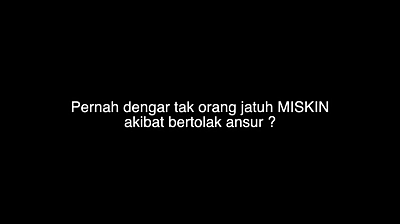 Pernah dengar tak orang jatuh MISKIN
akibat bertolak ansur ?